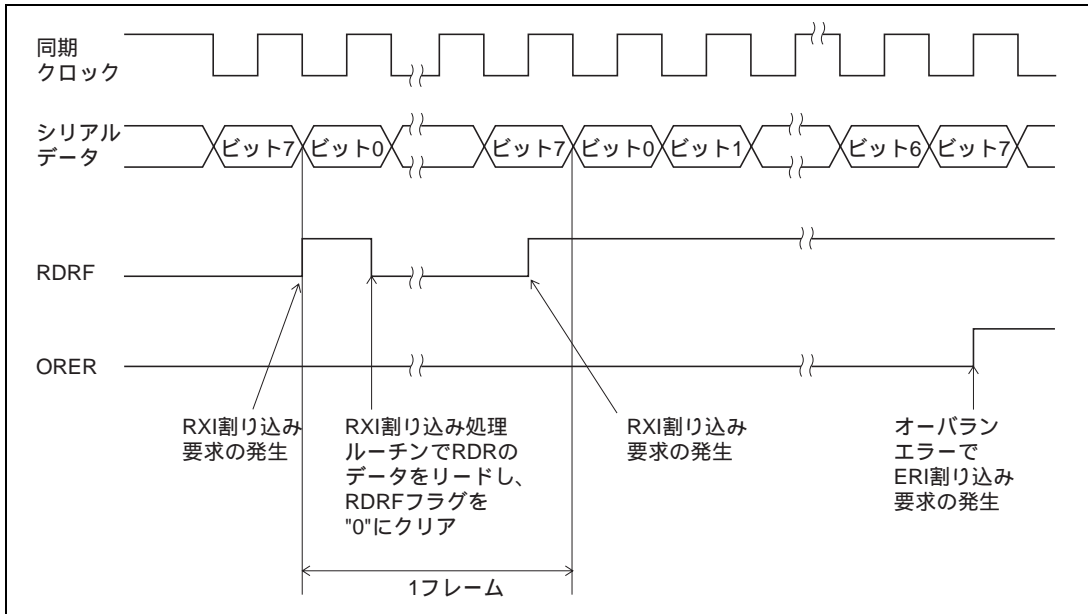 同期
クロック
シリアル
データ
ビット7
ビット0
ビット7
ビット0
ビット1
ビット6
ビット7
RDRF
ORER
RXI割り込み
要求の発生
RXI割り込み処理
ルーチンでRDRの
データをリードし、
RDRFフラグを
"0"にクリア
RXI割り込み
要求の発生
オーバラン
エラーで
ERI割り込み
要求の発生
1フレーム